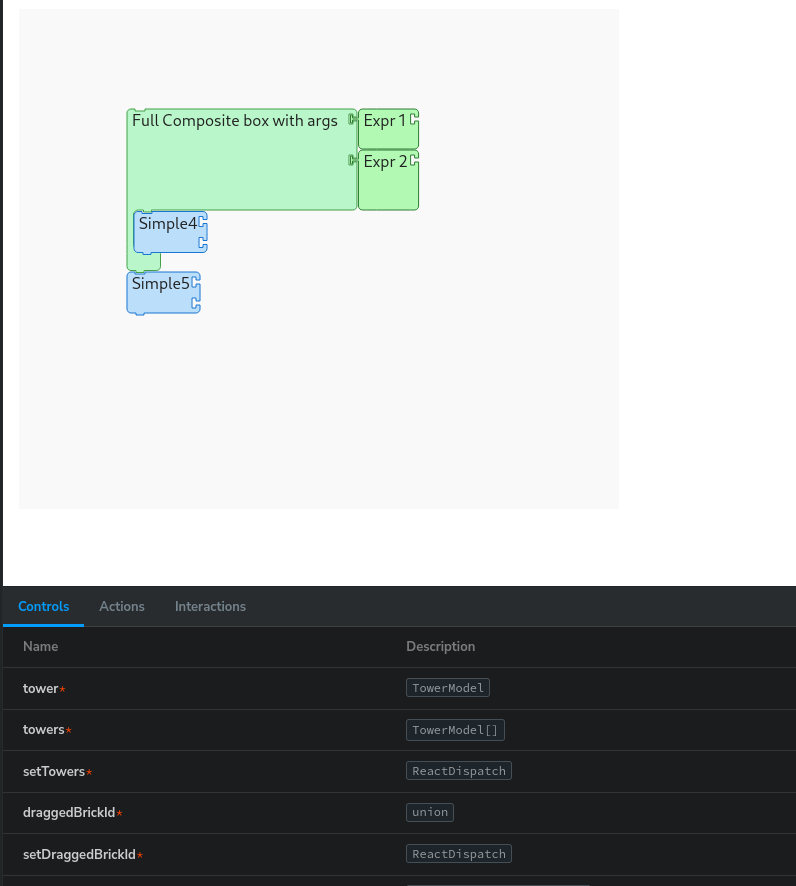 Full Composite box with args Expr 1
Expr 2
Simple4
Simple5
Controls Actions Interactions
Name Description
tower* TowerModel
towers* TowerModel[]
setTowers* ReactDispatch
draggedBrickId* union
setDraggedBrickId* ReactDispatch